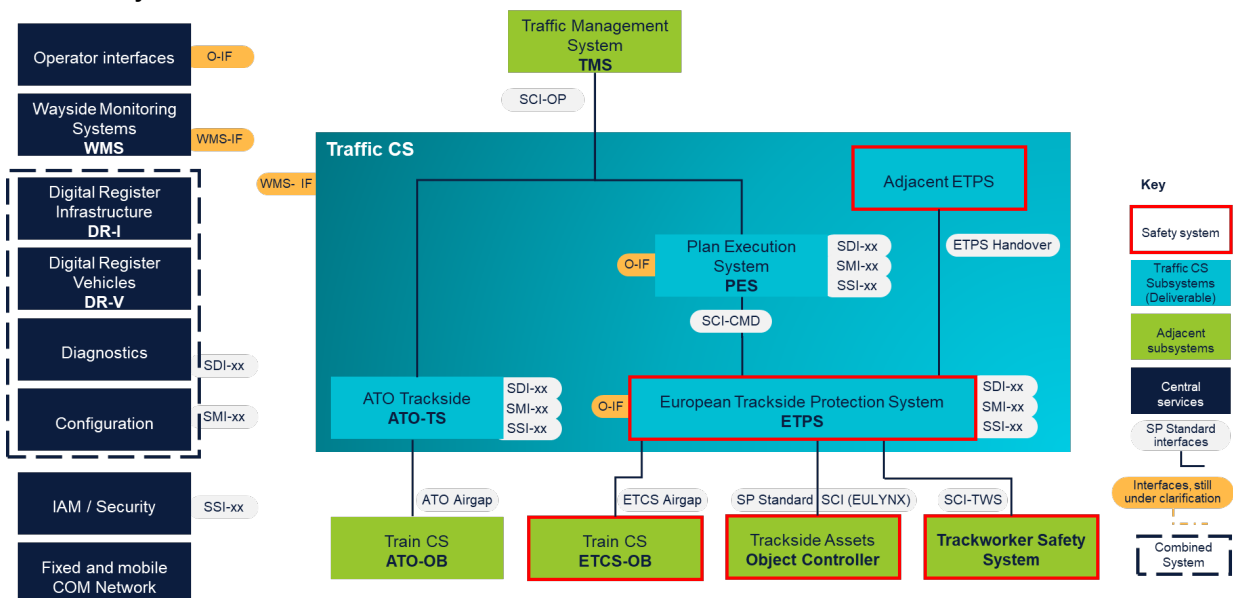 Operator interfaces
O-IF
Wayside Monitoring
Systems
WMS
WMS-IF
Digital Register
Infrastructure
DR-I
Digital Register
Vehicles
DR-V
Diagnostics
SDI-xx
Configuration
SMI-xx
IAM / Security
SSI-xx
Fixed and mobile
COM Network
Traffic Management
System
TMS
SCI-OP
Traffic CS
WMS- IF
Adjacent ETPS
ETPS Handover
Plan Execution
System
PES
O-IF
SDI-xx
SMI-xx
SSI-xx
SCI-CMD
ATO Trackside
ATO-TS
SDI-xx
SMI-xx
SSI-xx
O-IF
European Trackside Protection System
ETPS
SDI-xx
SMI-xx
SSI-xx
ATO Airgap
ETCS Airgap
SP Standard SCI (EULYNX)
SCI-TWS
Train CS
ATO-OB
Train CS
ETCS-OB
Trackside Assets
Object Controller
Trackworker Safety
System
Key
Safety system
Traffic CS
Subsystems
(Deliverable)
Adjacent
subsystems
Central
services
SP Standard
interfaces
Interfaces, still
under clarification
Combined
System